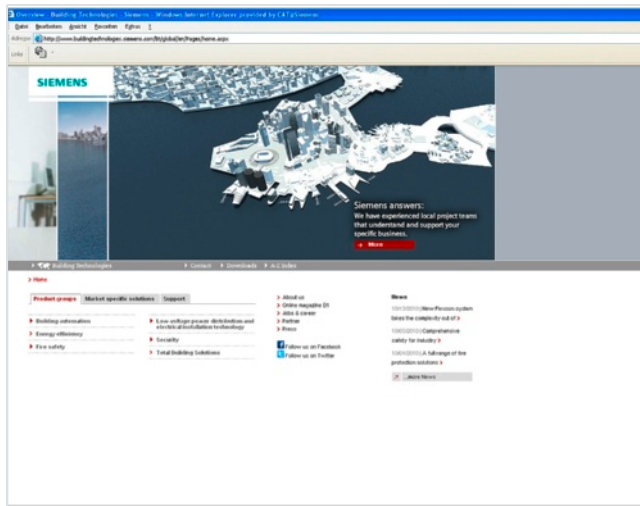 Overview - Building Technologies - Siemens - Windows Internet Explorer provided by CAT@Siemens
Datei Bearbeiten Ansicht Favoriten Extras ?
Adresse http://www.buildingtechnologies.siemens.com/bt/global/en/Pages/home.aspx
Links
SIEMENS
Siemens answers:
We have experienced local project teams
that understand and support your
specific business.
More
Building Technologies Contact Downloads A-Z Index
Home
Product groups Market specific solutions Support
Building automation
Energy efficiency
Fire safety
Low-voltage power distribution and
electrical installation technology
Security
Total Building Solutions
About us
Online magazine
Jobs & career
Partner
Press
Follow us on Facebook
Follow us on Twitter
News
New Flexson system
takes the complexity out of
Comprehensive
safety for industry
A full range of fire
protection solutions
...more News